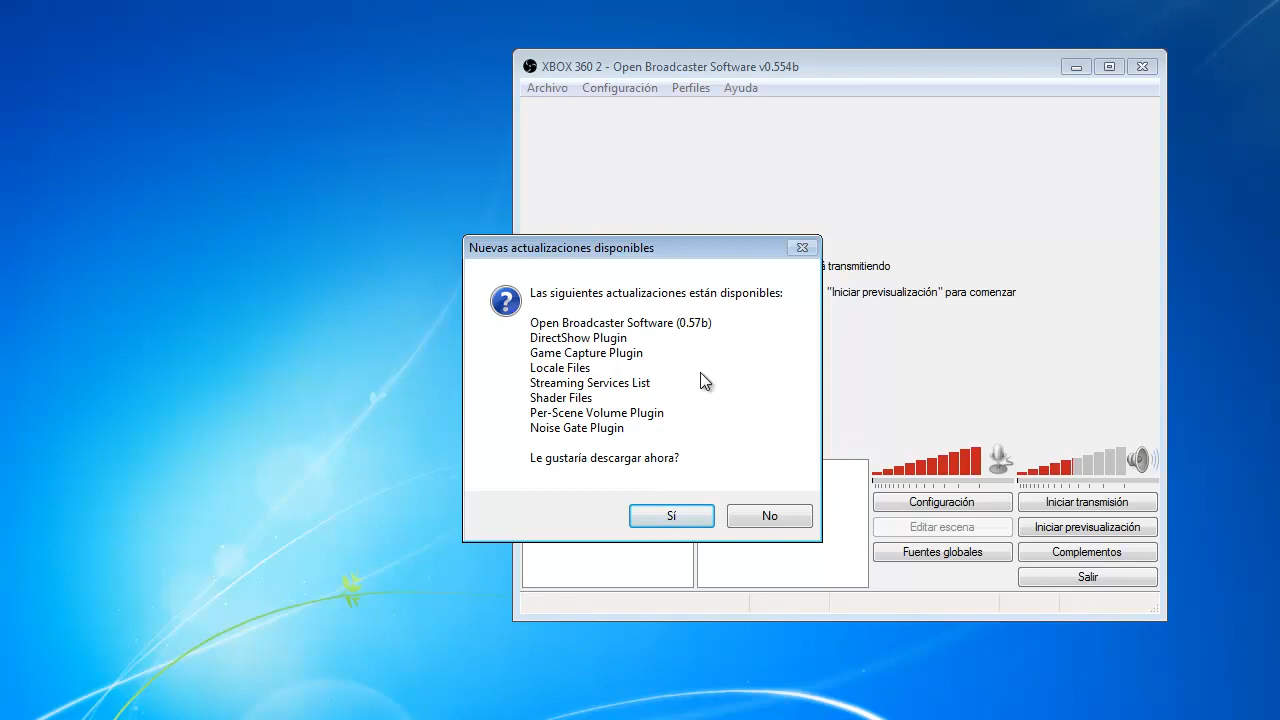 XBOX 360 2 - Open Broadcaster Software v0.554b
Archivo Configuración Perfiles Ayuda
Nuevas actualizaciones disponibles
Las siguientes actualizaciones están disponibles:
Open Broadcaster Software (0.57b)
DirectShow Plugin
Game Capture Plugin
Locale Files
Streaming Services List
Shader Files
Per-Scene Volume Plugin
Noise Gate Plugin
Le gustaría descargar ahora?
Sí No
transmitiendo
"Iniciar previsualización" para comenzar
Configuración Iniciar transmisión
Editar escena Iniciar previsualización
Fuentes globales Complementos
Salir